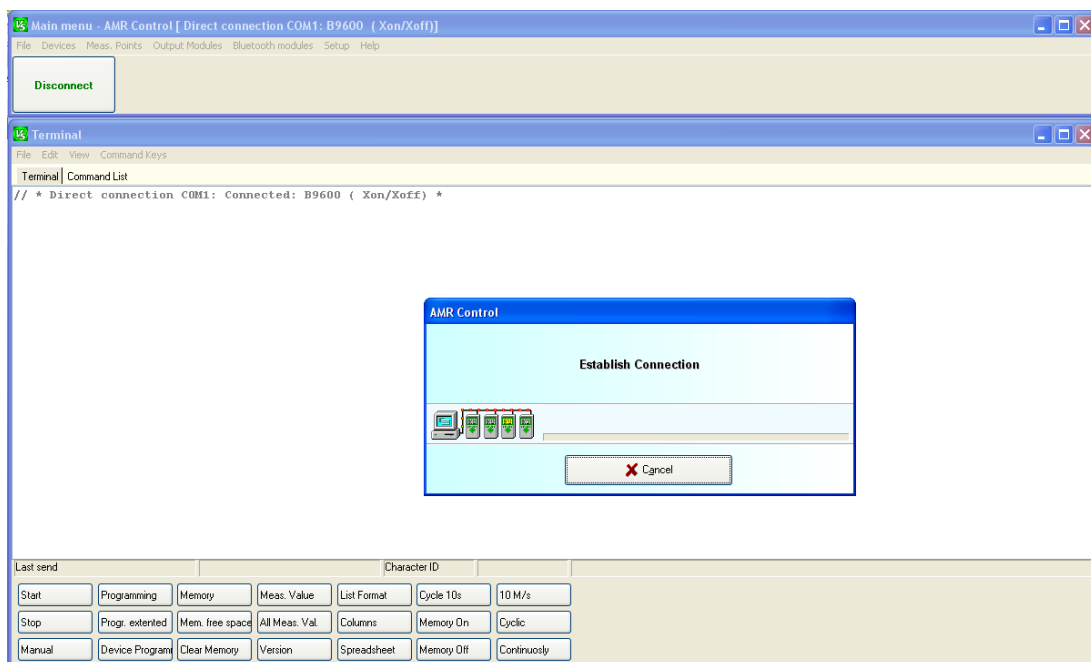 Main menu - AMR Control [ Direct connection COM1: B9600 ( Xon/Xoff)]
File Devices Meas. Points Output Modules Bluetooth modules Setup Help
Disconnect
Terminal
File Edit View Command Keys
Terminal Command List
// * Direct connection COM1: Connected: B9600 ( Xon/Xoff) *
AMR Control
Establish Connection
Cancel
Last send Character ID
Start Programming Memory Meas. Value List Format Cycle 10s 10 M/s
Stop Progr. extented Mem. free space All Meas. Val. Columns Memory On Cyclic
Manual Device Programm Clear Memory Version Spreadsheet Memory Off Continuosly